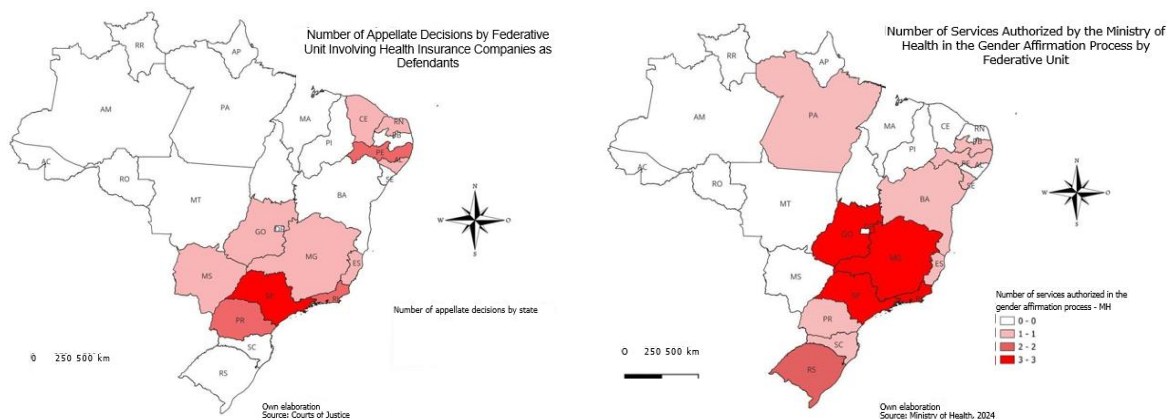 Number of Appellate Decisions by Federative
Unit Involving Health Insurance Companies as
Defendants
RR
AP
AM
PA
MA
CE
RN
PI
PE
AL
SE
AC
RO
MT
BA
GO
MG
ES
MS
SP
PR
SC
RS
N
W
O
S
Number of appellate decisions by state
0 250 500 km
Own elaboration
Source: Courts of Justice
Number of Services Authorized by the Ministry of
Health in the Gender Affirmation Process by
Federative Unit
RR
AP
AM
PA
MA
CE
RN
PB
PI
PE
AL
SE
AC
RO
MT
BA
GO
MG
ES
MS
SP
PR
SC
RS
N
W
O
S
Number of services authorized in the
gender affirmation process - MH
0 - 0
1 - 1
2 - 2
3 - 3
O 250 500 km
Own elaboration
Source: Ministry of Health, 2024